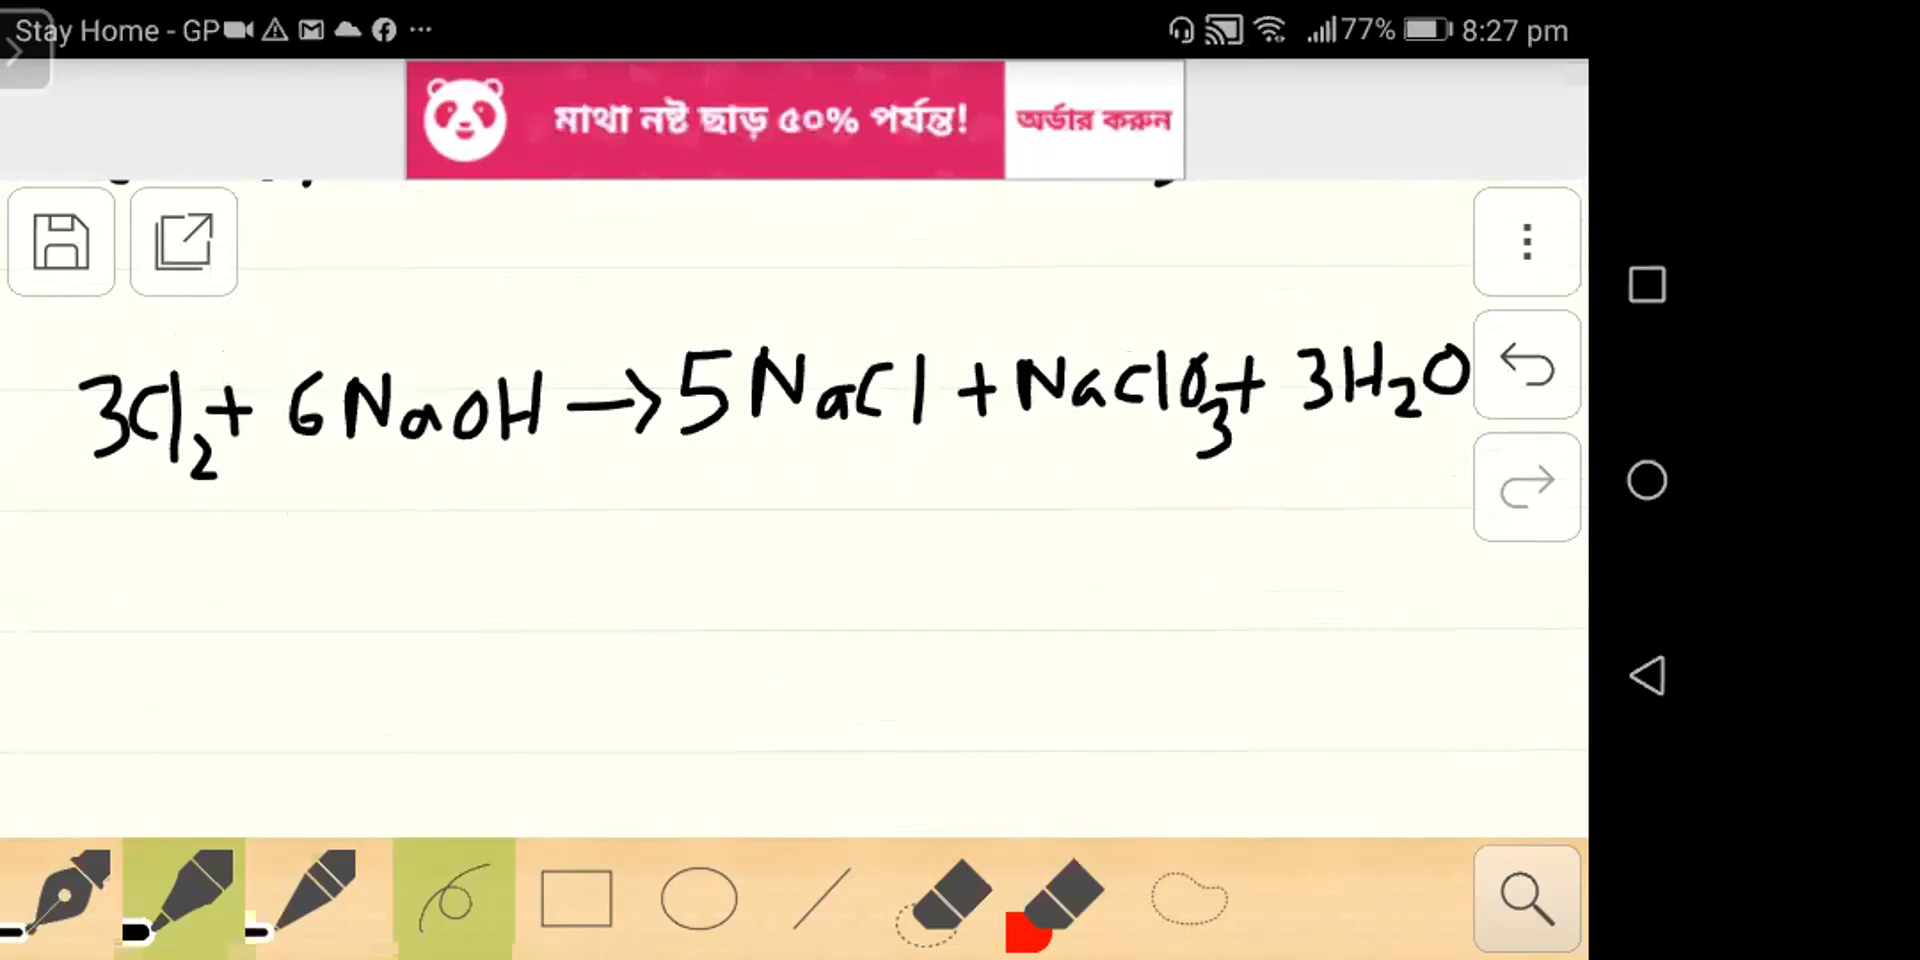 Stay Home - GP 77% 8:27 pm
মাথা নষ্ট ছাড় ৫০% পর্যন্ত! অর্ডার করুন
3Cl₂ + 6NaOH → 5NaCl + NaClO₃ + 3H₂O